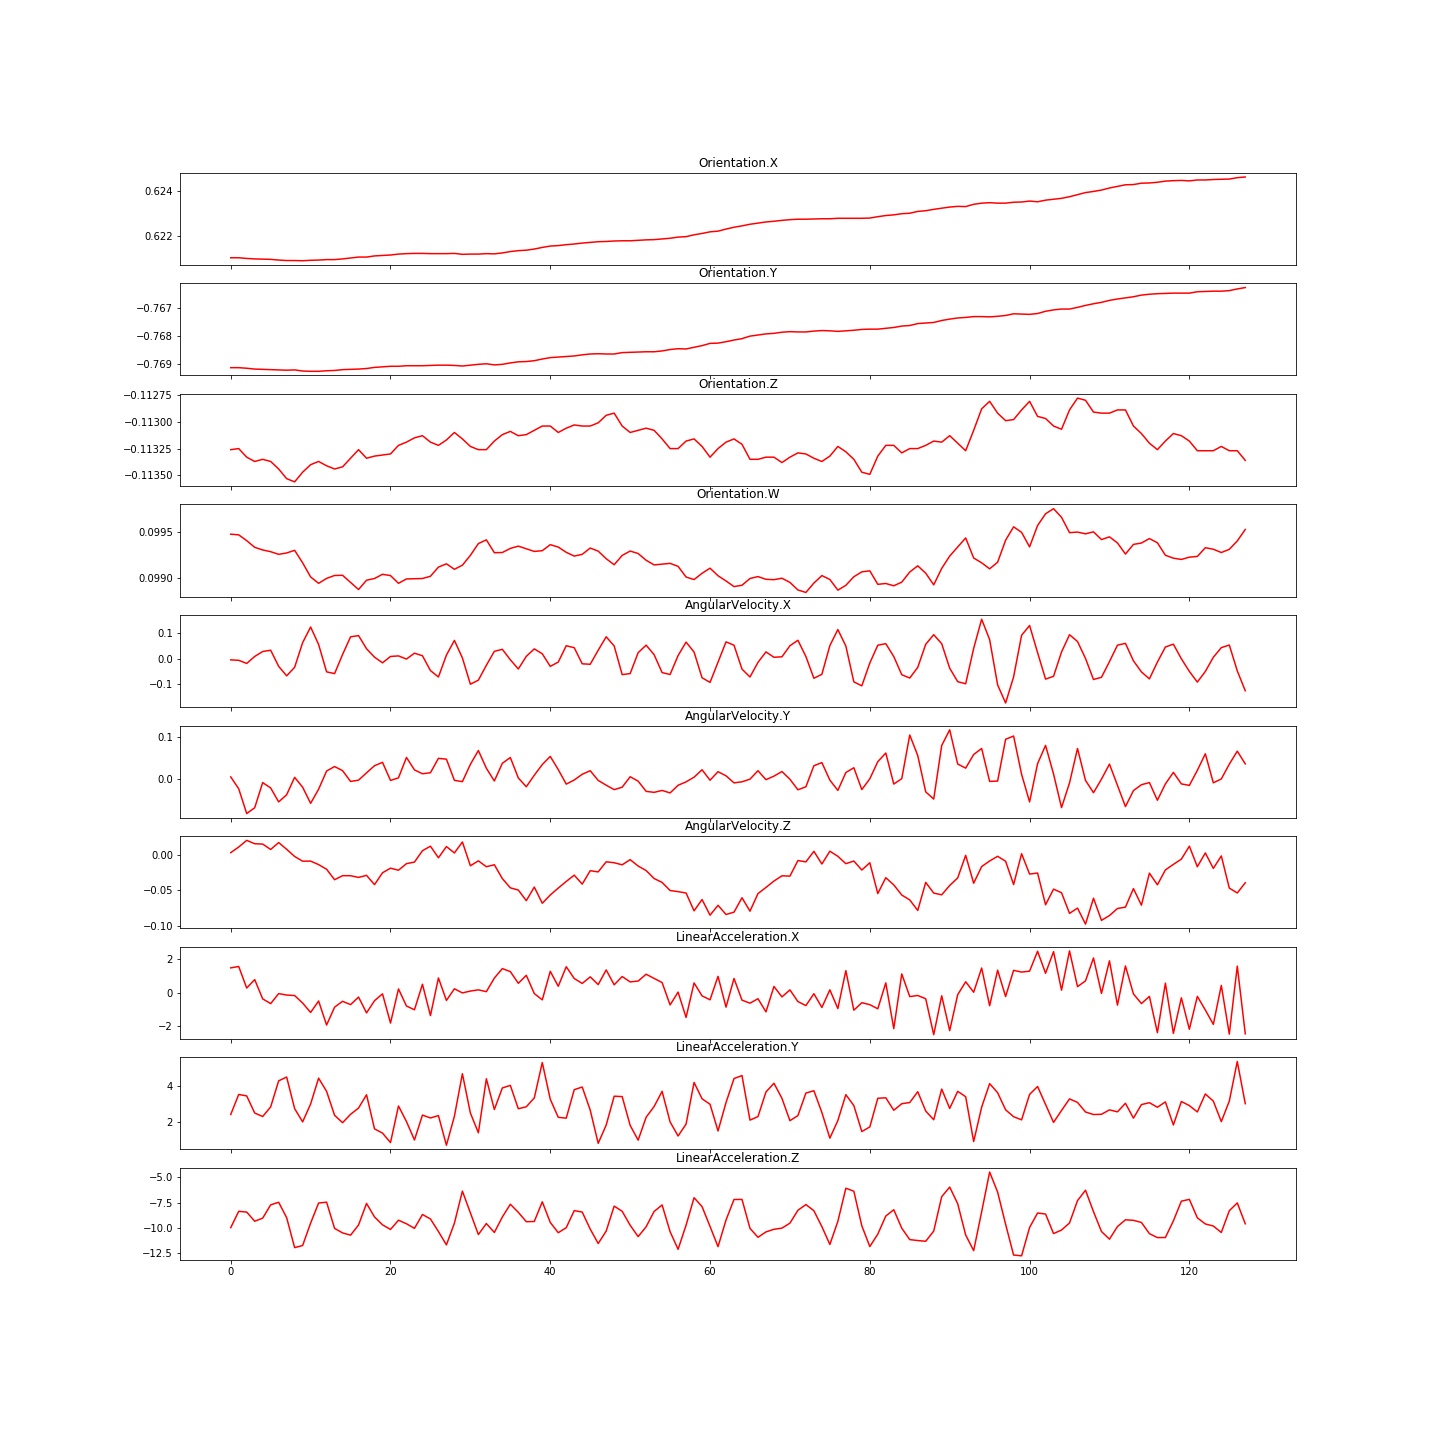 Orientation.X
0.624
0.622
Orientation.Y
−0.767
−0.768
−0.769
Orientation.Z
−0.11275
−0.11300
−0.11325
−0.11350
Orientation.W
0.0995
0.0990
AngularVelocity.X
0.1
0.0
−0.1
AngularVelocity.Y
0.1
0.0
AngularVelocity.Z
0.00
−0.05
−0.10
LinearAcceleration.X
2
0
−2
LinearAcceleration.Y
4
2
LinearAcceleration.Z
−5.0
−7.5
−10.0
−12.5
0 20 40 60 80 100 120